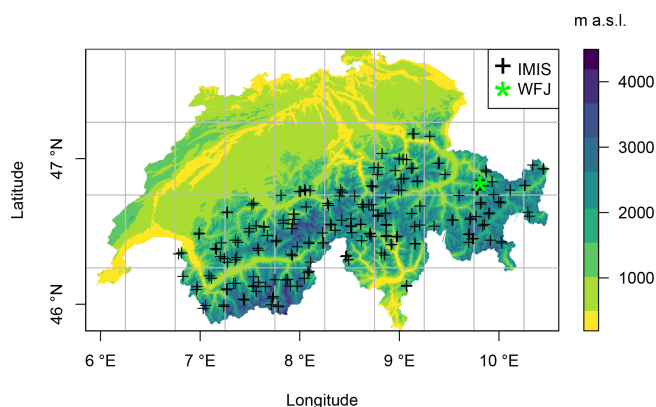 m a.s.l.
IMIS
WFJ
4000
3000
2000
1000
47 °N
46 °N
Latitude
6 °E
7 °E
8 °E
9 °E
10 °E
Longitude